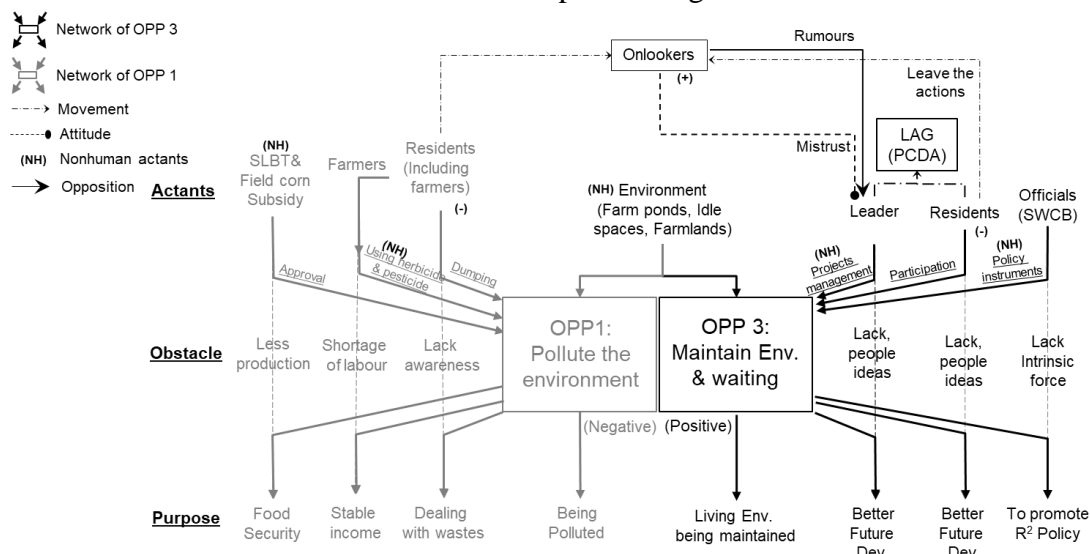 Network of OPP 3
Network of OPP 1
Movement
Attitude
(NH) Nonhuman actants
Opposition
Onlookers
(+)
Rumours
Leave the
actions
Mistrust
LAG
(PCDA)
Actants
(NH)
SLBT&
Field corn
Subsidy
Farmers
Residents
(Including
farmers)
(-)
(NH) Environment
(Farm ponds, Idle
spaces, Farmlands)
Leader
Residents
(-)
Officials
(SWCB)
Approval
(NH)
Using herbicide
& pesticide
Dumping
(NH)
Projects
management
Participation
(NH)
Policy
instruments
Obstacle
Less
production
Shortage
of labour
Lack
awareness
OPP1:
Pollute the
environment
OPP 3:
Maintain Env.
& waiting
Lack,
people
ideas
Lack,
people
ideas
Lack
Intrinsic
force
(Negative)
(Positive)
Purpose
Food
Security
Stable
income
Dealing
with wastes
Being
Polluted
Living Env.
being maintained
Better
Future
Dev.
Better
Future
Dev.
To promote
R² Policy